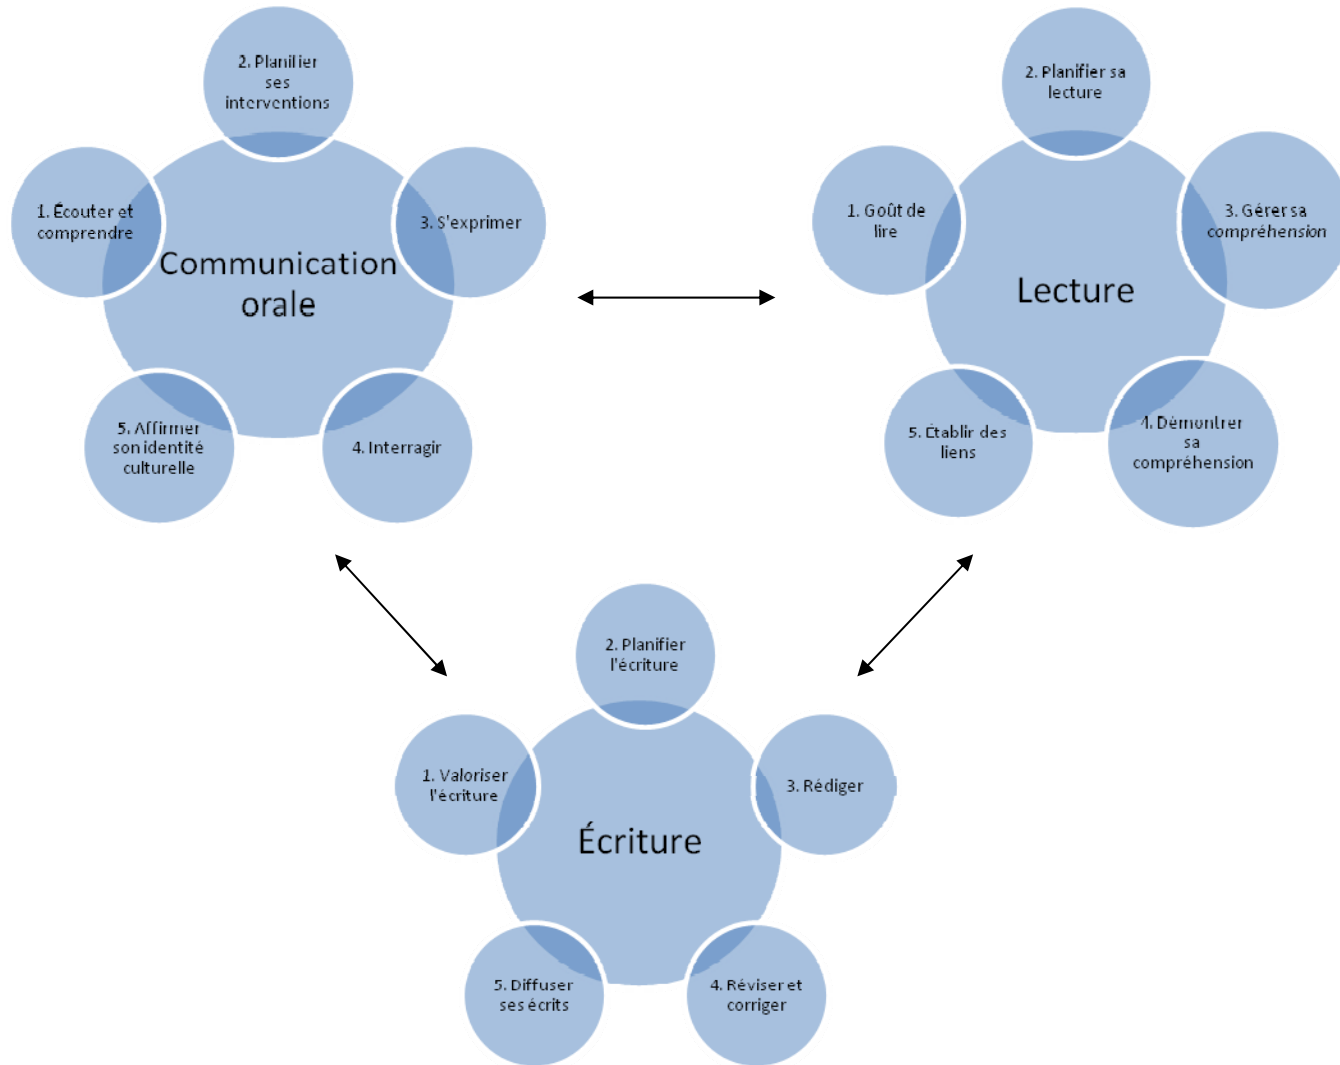 2. Planifier
ses
interventions
1. Écouter et
comprendre
3. S'exprimer
Communication
orale
5. Affirmer
son identité
culturelle
4. Interragir
2. Planifier sa
lecture
1. Goût de
lire
3. Gérer sa
compréhension
Lecture
5. Établir des
liens
4. Démontrer
sa
compréhension
2. Planifier
l'écriture
1. Valoriser
l'écriture
3. Rédiger
Écriture
5. Diffuser
ses écrits
4. Réviser et
corriger